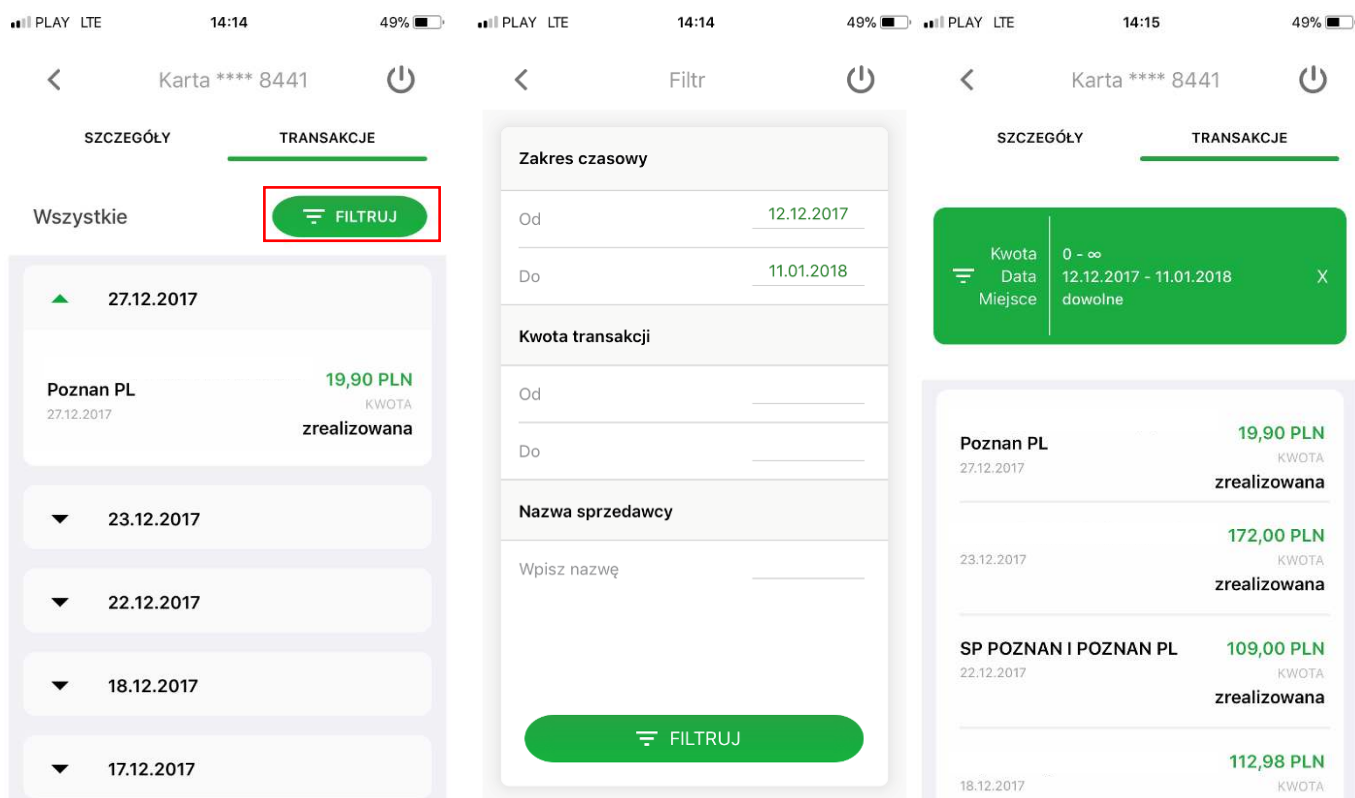 PLAY LTE 14:14 49%
Karta **** 8441
SZCZEGÓŁY TRANSAKCJE
Wszystkie FILTRUJ
27.12.2017
Poznan PL 19,90 PLN
27.12.2017 KWOTA
zrealizowana
23.12.2017
22.12.2017
18.12.2017
17.12.2017
PLAY LTE 14:14 49%
Filtr
Zakres czasowy
Od 12.12.2017
Do 11.01.2018
Kwota transakcji
Od
Do
Nazwa sprzedawcy
Wpisz nazwę
FILTRUJ
PLAY LTE 14:15 49%
Karta **** 8441
SZCZEGÓŁY TRANSAKCJE
Kwota 0 - ∞
Data 12.12.2017 - 11.01.2018 X
Miejsce dowolne
Poznan PL 19,90 PLN
27.12.2017 KWOTA
zrealizowana
172,00 PLN
23.12.2017 KWOTA
zrealizowana
SP POZNAN I POZNAN PL 109,00 PLN
22.12.2017 KWOTA
zrealizowana
112,98 PLN
18.12.2017 KWOTA